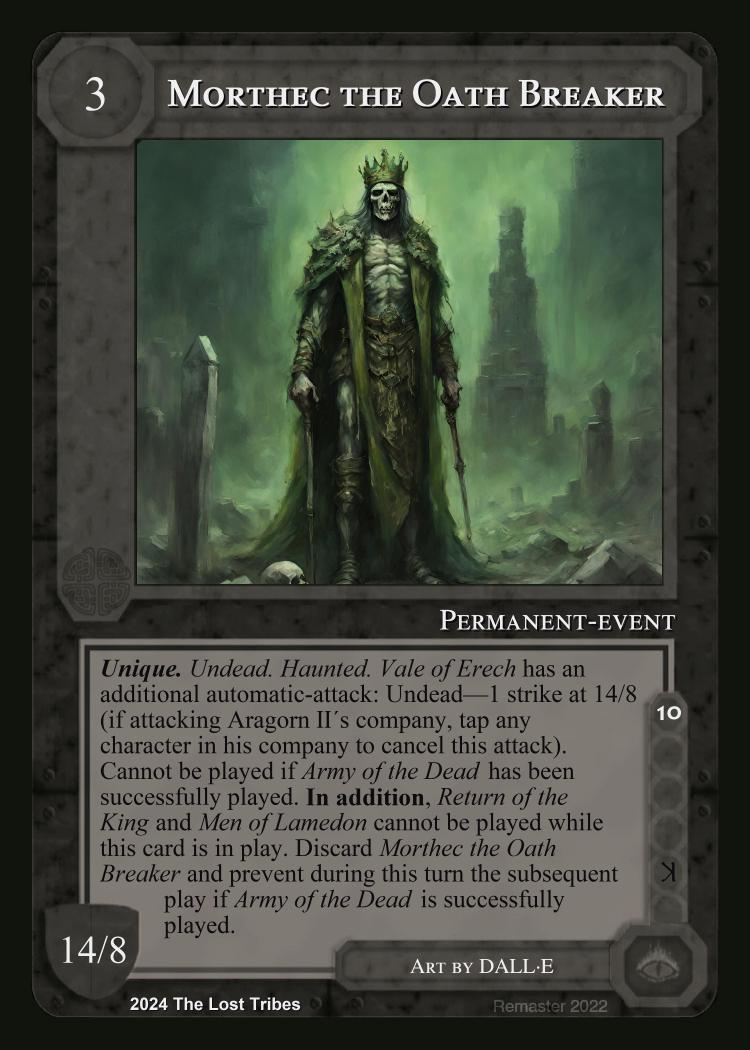 3
Morthec the Oath Breaker
Permanent-event
Unique. Undead. Haunted. Vale of Erech has an
additional automatic-attack: Undead—1 strike at 14/8
(if attacking Aragorn II´s company, tap any
character in his company to cancel this attack).
Cannot be played if Army of the Dead has been
successfully played. In addition, Return of the
King and Men of Lamedon cannot be played while
this card is in play. Discard Morthec the Oath
Breaker and prevent during this turn the subsequent
play if Army of the Dead is successfully
played.
10
14/8
Art by DALL·E
2024 The Lost Tribes
Remaster 2022